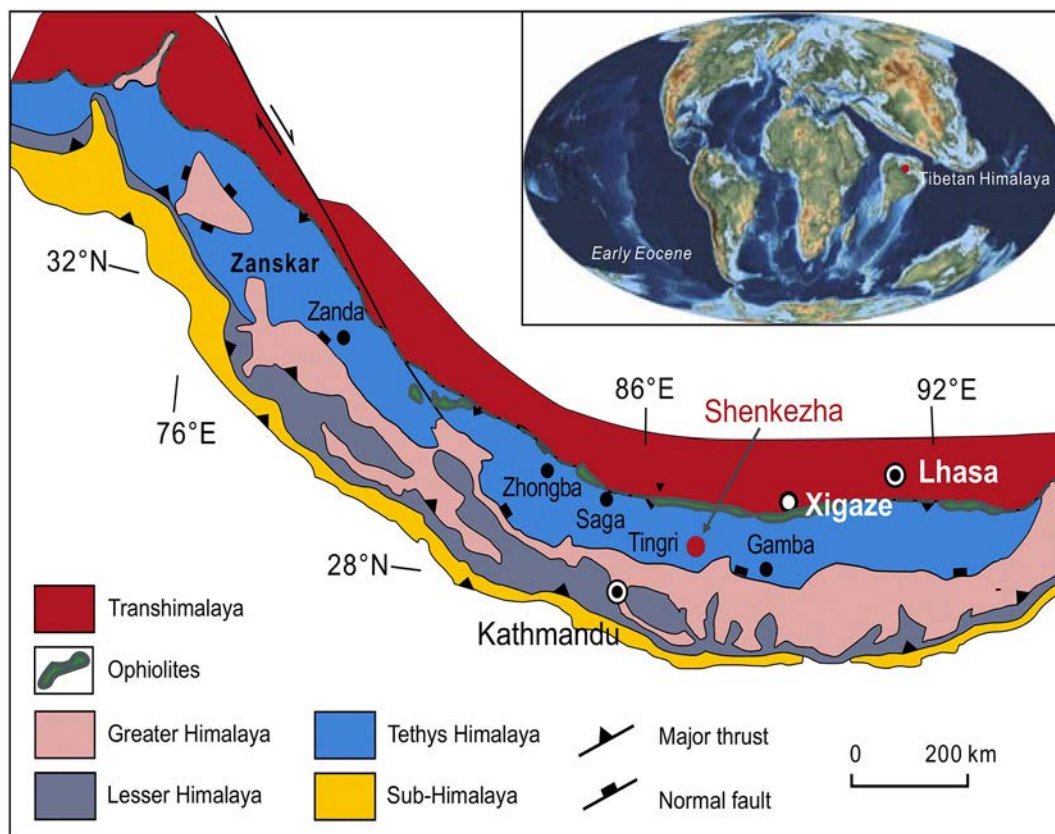 Tibetan Himalaya
Early Eocene
32°N
Zanskar
Zanda
76°E
86°E
92°E
Shenkezha
Lhasa
Zhongba
Xigaze
Saga
Tingri
Gamba
28°N
Kathmandu
Transhimalaya
Ophiolites
Greater Himalaya
Tethys Himalaya
Major thrust
0 200 km
Lesser Himalaya
Sub-Himalaya
Normal fault